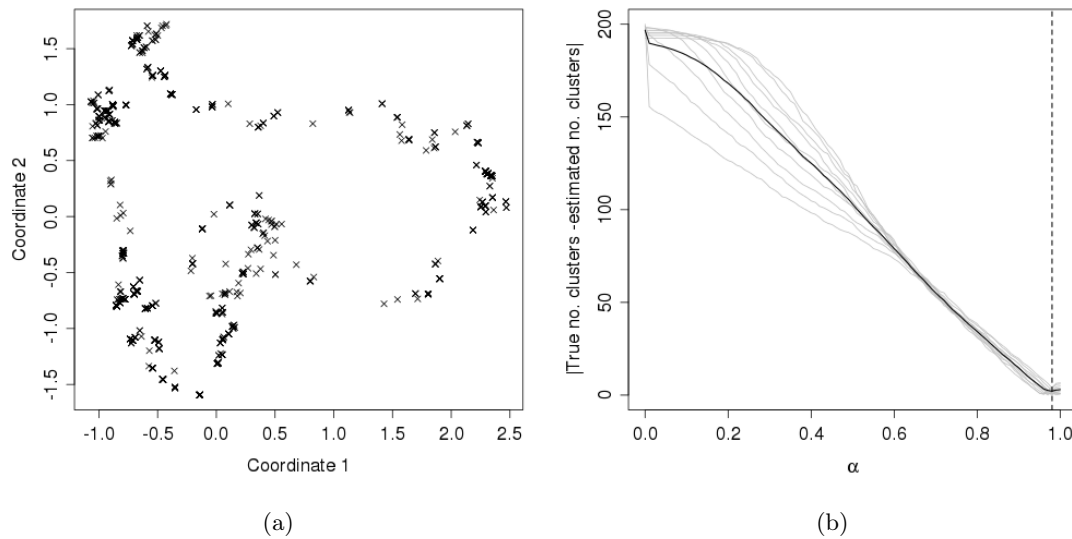 1.5
1.0
0.5
0.0
-0.5
-1.0
-1.5
Coordinate 2
-1.0 -0.5 0.0 0.5 1.0 1.5 2.0 2.5
Coordinate 1
(a)
200
150
100
50
0
|True no. clusters -estimated no. clusters|
0.0 0.2 0.4 0.6 0.8 1.0
α
(b)